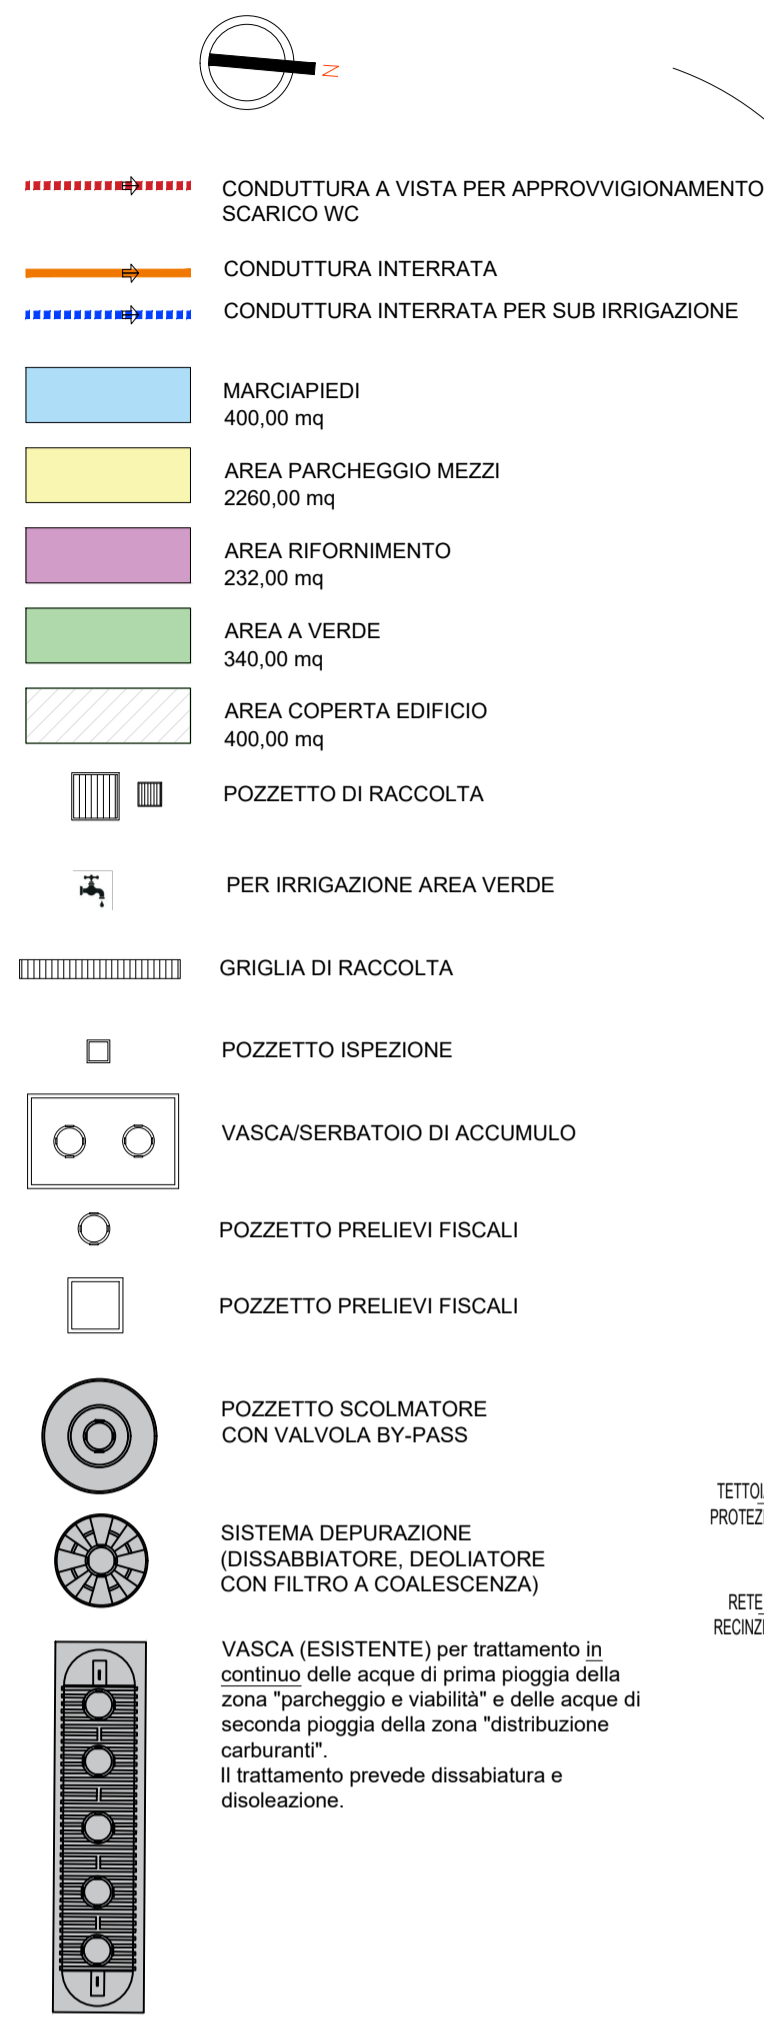 N
CONDUTTURA A VISTA PER APPROVVIGIONAMENTO
SCARICO WC
CONDUTTURA INTERRATA
CONDUTTURA INTERRATA PER SUB IRRIGAZIONE
MARCIAPIEDI
400,00 mq
AREA PARCHEGGIO MEZZI
2260,00 mq
AREA RIFORNIMENTO
232,00 mq
AREA A VERDE
340,00 mq
AREA COPERTA EDIFICIO
400,00 mq
POZZETTO DI RACCOLTA
PER IRRIGAZIONE AREA VERDE
GRIGLIA DI RACCOLTA
POZZETTO ISPEZIONE
VASCA/SERBATOIO DI ACCUMULO
POZZETTO PRELIEVI FISCALI
POZZETTO PRELIEVI FISCALI
POZZETTO SCOLMATORE
CON VALVOLA BY-PASS
SISTEMA DEPURAZIONE
(DISSABBIATORE, DEOLIATORE
CON FILTRO A COALESCENZA)
VASCA (ESISTENTE) per trattamento in
continuo delle acque di prima pioggia della
zona "parcheggio e viabilità" e delle acque di
seconda pioggia della zona "distribuzione
carburanti".
Il trattamento prevede dissabiatura e
disoleazione.
RETE